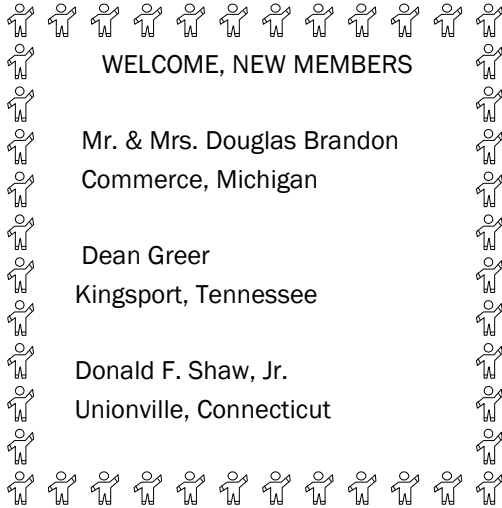 WELCOME, NEW MEMBERS
Mr. & Mrs. Douglas Brandon
Commerce, Michigan
Dean Greer
Kingsport, Tennessee
Donald F. Shaw, Jr.
Unionville, Connecticut